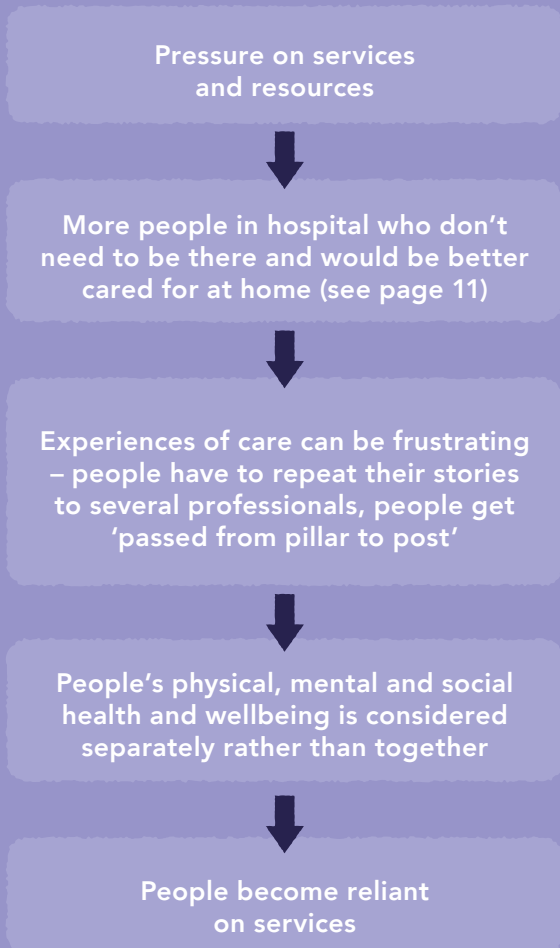 Pressure on services
and resources
More people in hospital who don’t
need to be there and would be better
cared for at home (see page 11)
Experiences of care can be frustrating
– people have to repeat their stories
to several professionals, people get
‘passed from pillar to post’
People’s physical, mental and social
health and wellbeing is considered
separately rather than together
People become reliant
on services